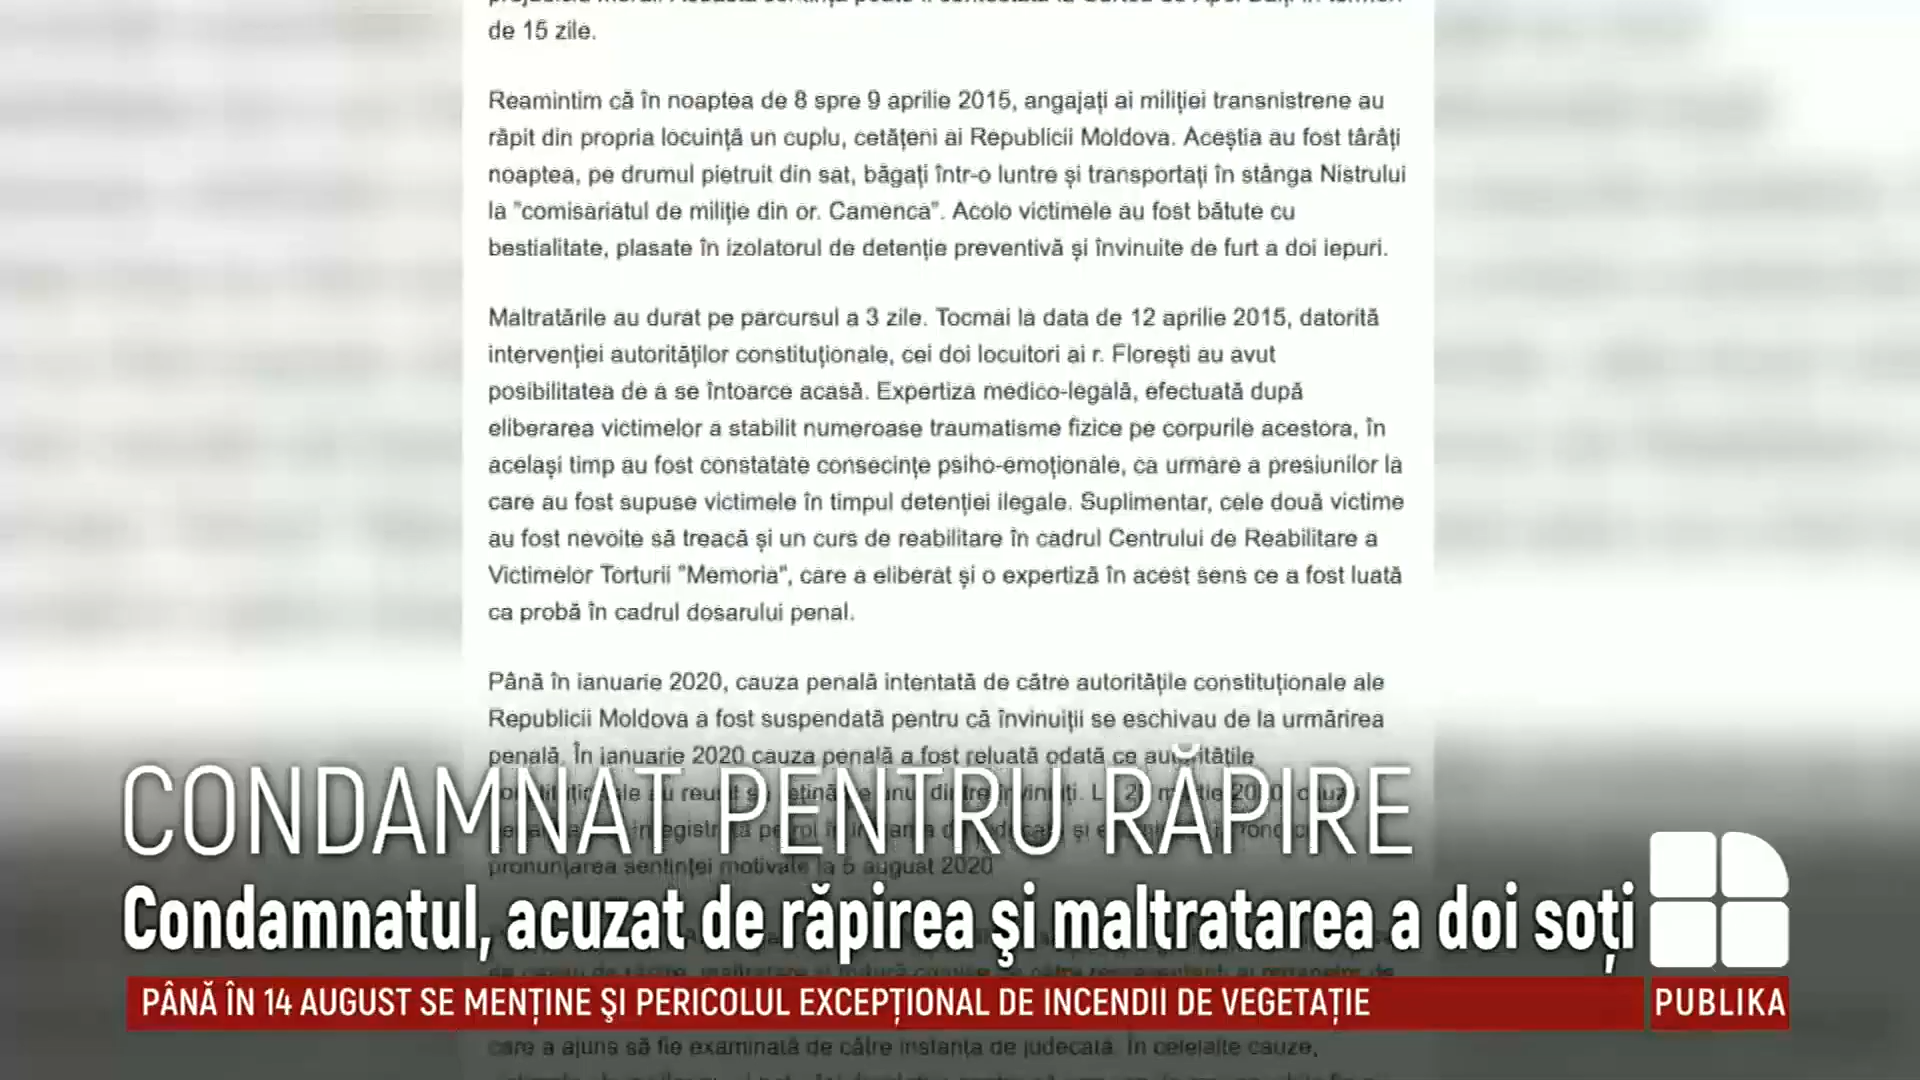 de 15 zile.
Reamintim că în noaptea de 8 spre 9 aprilie 2015, angajați ai miliției transnistrene au
răpit din propria locuință un cuplu, cetățeni ai Republicii Moldova. Aceștia au fost târâți
noaptea, pe drumul pietruit din sat, băgați într-o luntre și transportați în stânga Nistrului
la "comisariatul de miliție din or. Camenca". Acolo victimele au fost bătute cu
bestialitate, plasate în izolatorul de detenție preventivă și învinuite de furt a doi iepuri.
Maltratările au durat pe parcursul a 3 zile. Tocmai la data de 12 aprilie 2015, datorită
intervenției autorităților constituționale, cei doi locuitori ai r. Florești au avut
posibilitatea de a se întoarce acasă. Expertiza medico-legală, efectuată după
eliberarea victimelor a stabilit numeroase traumatisme fizice pe corpurile acestora, în
același timp au fost constatate consecințe psiho-emoționale, ca urmare a presiunilor la
care au fost supuse victimele în timpul detenției ilegale. Suplimentar, cele două victime
au fost nevoite să treacă și un curs de reabilitare în cadrul Centrului de Reabilitare a
Victimelor Torturii "Memoria", care a eliberat și o expertiză în acest sens ce a fost luată
ca probă în cadrul dosarului penal.
Până în ianuarie 2020, cauza penală intentată de către autoritățile constituționale ale
Republicii Moldova a fost suspendată pentru că învinuiții se eschivau de la urmărirea
penală. În ianuarie 2020 cauza penală a fost reluată odată ce autoritățile
pronunțarea sentinței motivate la 5 august 2020
CONDAMNAT PENTRU RĂPIRE
Condamnatul, acuzat de răpirea şi maltratarea a doi soți
PÂNĂ ÎN 14 AUGUST SE MENȚINE ŞI PERICOLUL EXCEPȚIONAL DE INCENDII DE VEGETAȚIE
PUBLIKA
care a ajuns să fie examinată de către instanța de judecată. În celelalte cauze,